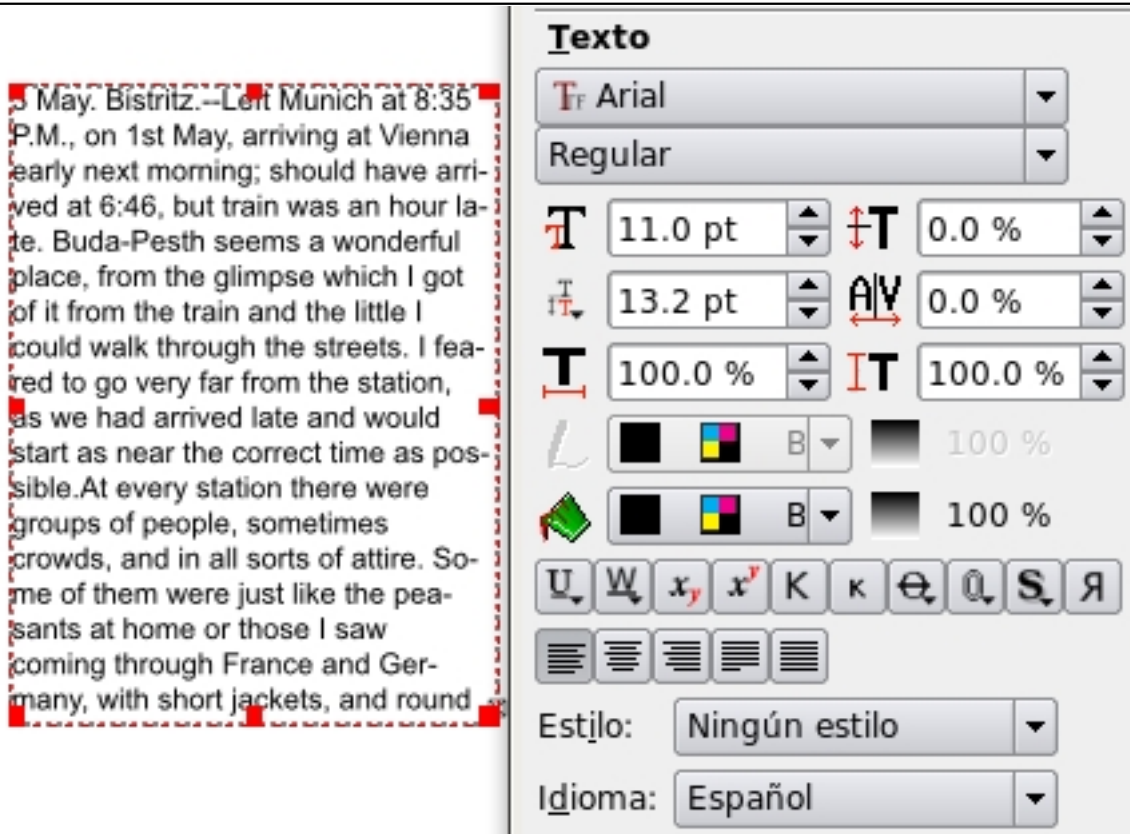 3 May. Bistritz.--Left Munich at 8:35
P.M., on 1st May, arriving at Vienna
early next morning; should have arri-
ved at 6:46, but train was an hour la-
te. Buda-Pesth seems a wonderful
place, from the glimpse which I got
of it from the train and the little I
could walk through the streets. I fea-
red to go very far from the station,
as we had arrived late and would
start as near the correct time as pos-
sible.At every station there were
groups of people, sometimes
crowds, and in all sorts of attire. So-
me of them were just like the pea-
sants at home or those I saw
coming through France and Ger-
many, with short jackets, and round
Texto
Arial
Regular
11.0 pt 0.0 %
13.2 pt 0.0 %
100.0 % 100.0 %
B 100 %
B 100 %
Estilo: Ningún estilo
Idioma: Español